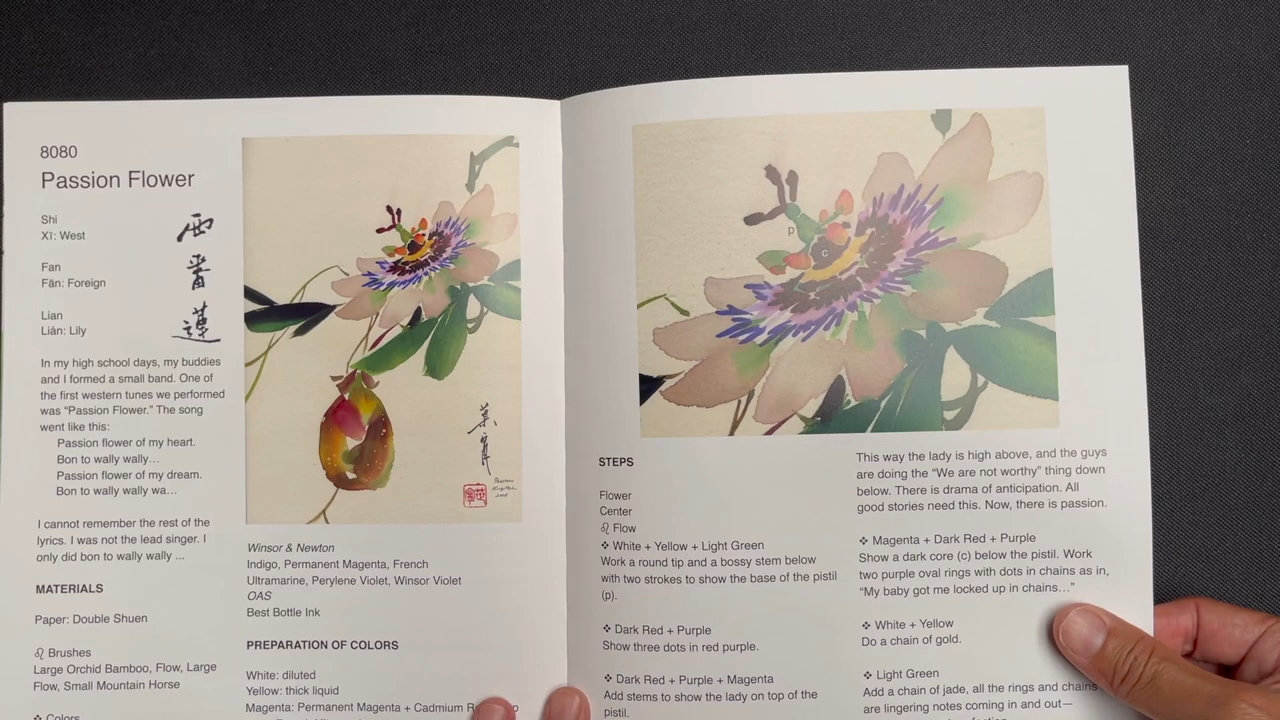 8080
Passion Flower
Shi
Xī: West
西
Fan
Fān: Foreign
番
Lian
Lián: Lily
蓮
In my high school days, my buddies
and I formed a small band. One of
the first western tunes we performed
was “Passion Flower.” The song
went like this:
Passion flower of my heart.
Bon to wally wally…
Passion flower of my dream.
Bon to wally wally wa…
I cannot remember the rest of the
lyrics. I was not the lead singer. I
only did bon to wally wally ...
MATERIALS
Paper: Double Shuen
♌ Brushes
Large Orchid Bamboo, Flow, Large
Flow, Small Mountain Horse
❖ Colors
Winsor & Newton
Indigo, Permanent Magenta, French
Ultramarine, Perylene Violet, Winsor Violet
OAS
Best Bottle Ink
PREPARATION OF COLORS
White: diluted
Yellow: thick liquid
Magenta: Permanent Magenta + Cadmium
p
c
STEPS
Flower
Center
♌ Flow
❖ White + Yellow + Light Green
Work a round tip and a bossy stem below
with two strokes to show the base of the pistil
(p).
❖ Dark Red + Purple
Show three dots in red purple.
❖ Dark Red + Purple + Magenta
Add stems to show the lady on top of the
pistil.
This way the lady is high above, and the guys
are doing the “We are not worthy” thing down
below. There is drama of anticipation. All
good stories need this. Now, there is passion.
❖ Magenta + Dark Red + Purple
Show a dark core (c) below the pistil. Work
two purple oval rings with dots in chains as in,
“My baby got me locked up in chains…”
❖ White + Yellow
Do a chain of gold.
❖ Light Green
Add a chain of jade, all the rings and chains
are lingering notes coming in and out—